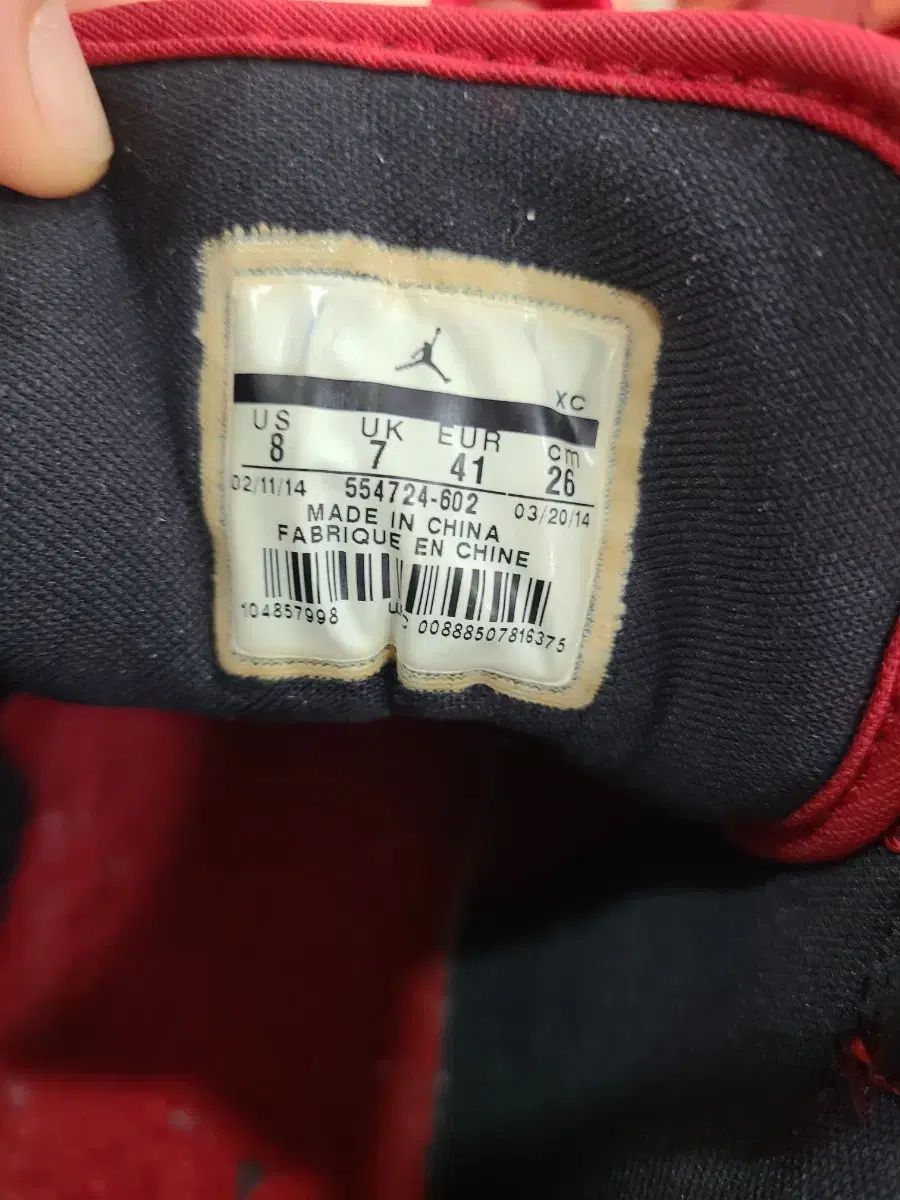 XC
US UK EUR cm
8 7 41 26
02/11/14 554724-602 03/20/14
MADE IN CHINA
FABRIQUE EN CHINE
104857998 00888507816375